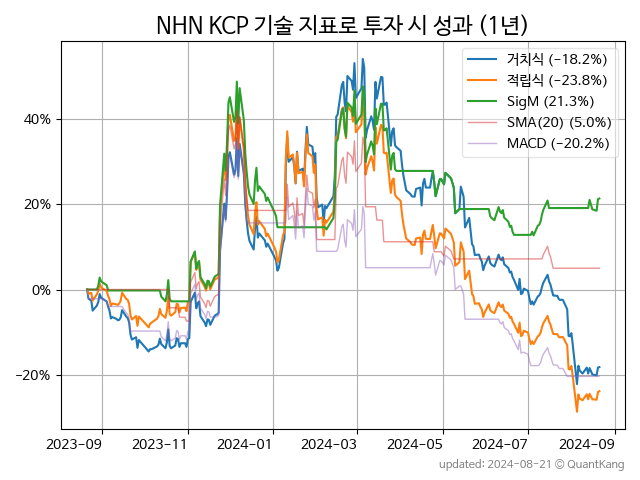 NHN KCP 기술 지표로 투자 시 성과 (1년)
거치식 (−18.2%)
적립식 (−23.8%)
SigM (21.3%)
SMA(20) (5.0%)
MACD (−20.2%)
40%
20%
0%
−20%
2023-09 2023-11 2024-01 2024-03 2024-05 2024-07 2024-09
updated: 2024-08-21 © QuantKang